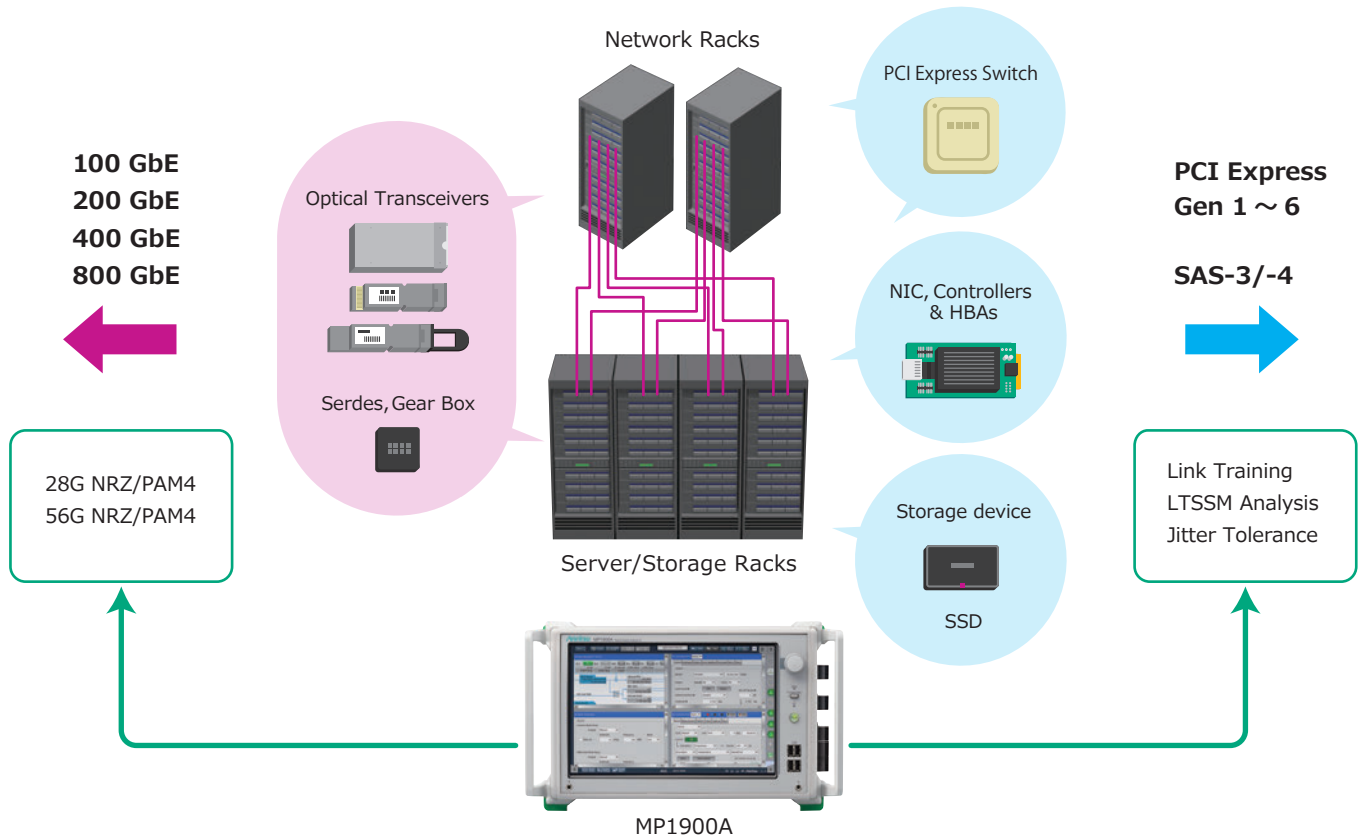 Network Racks
PCI Express Switch
100 GbE
200 GbE
400 GbE
800 GbE
Optical Transceivers
PCI Express
Gen 1 ～ 6
SAS-3/-4
NIC, Controllers
& HBAs
Serdes, Gear Box
28G NRZ/PAM4
56G NRZ/PAM4
Link Training
LTSSM Analysis
Jitter Tolerance
Storage device
SSD
Server/Storage Racks
Anritsu MP1900A
MP1900A